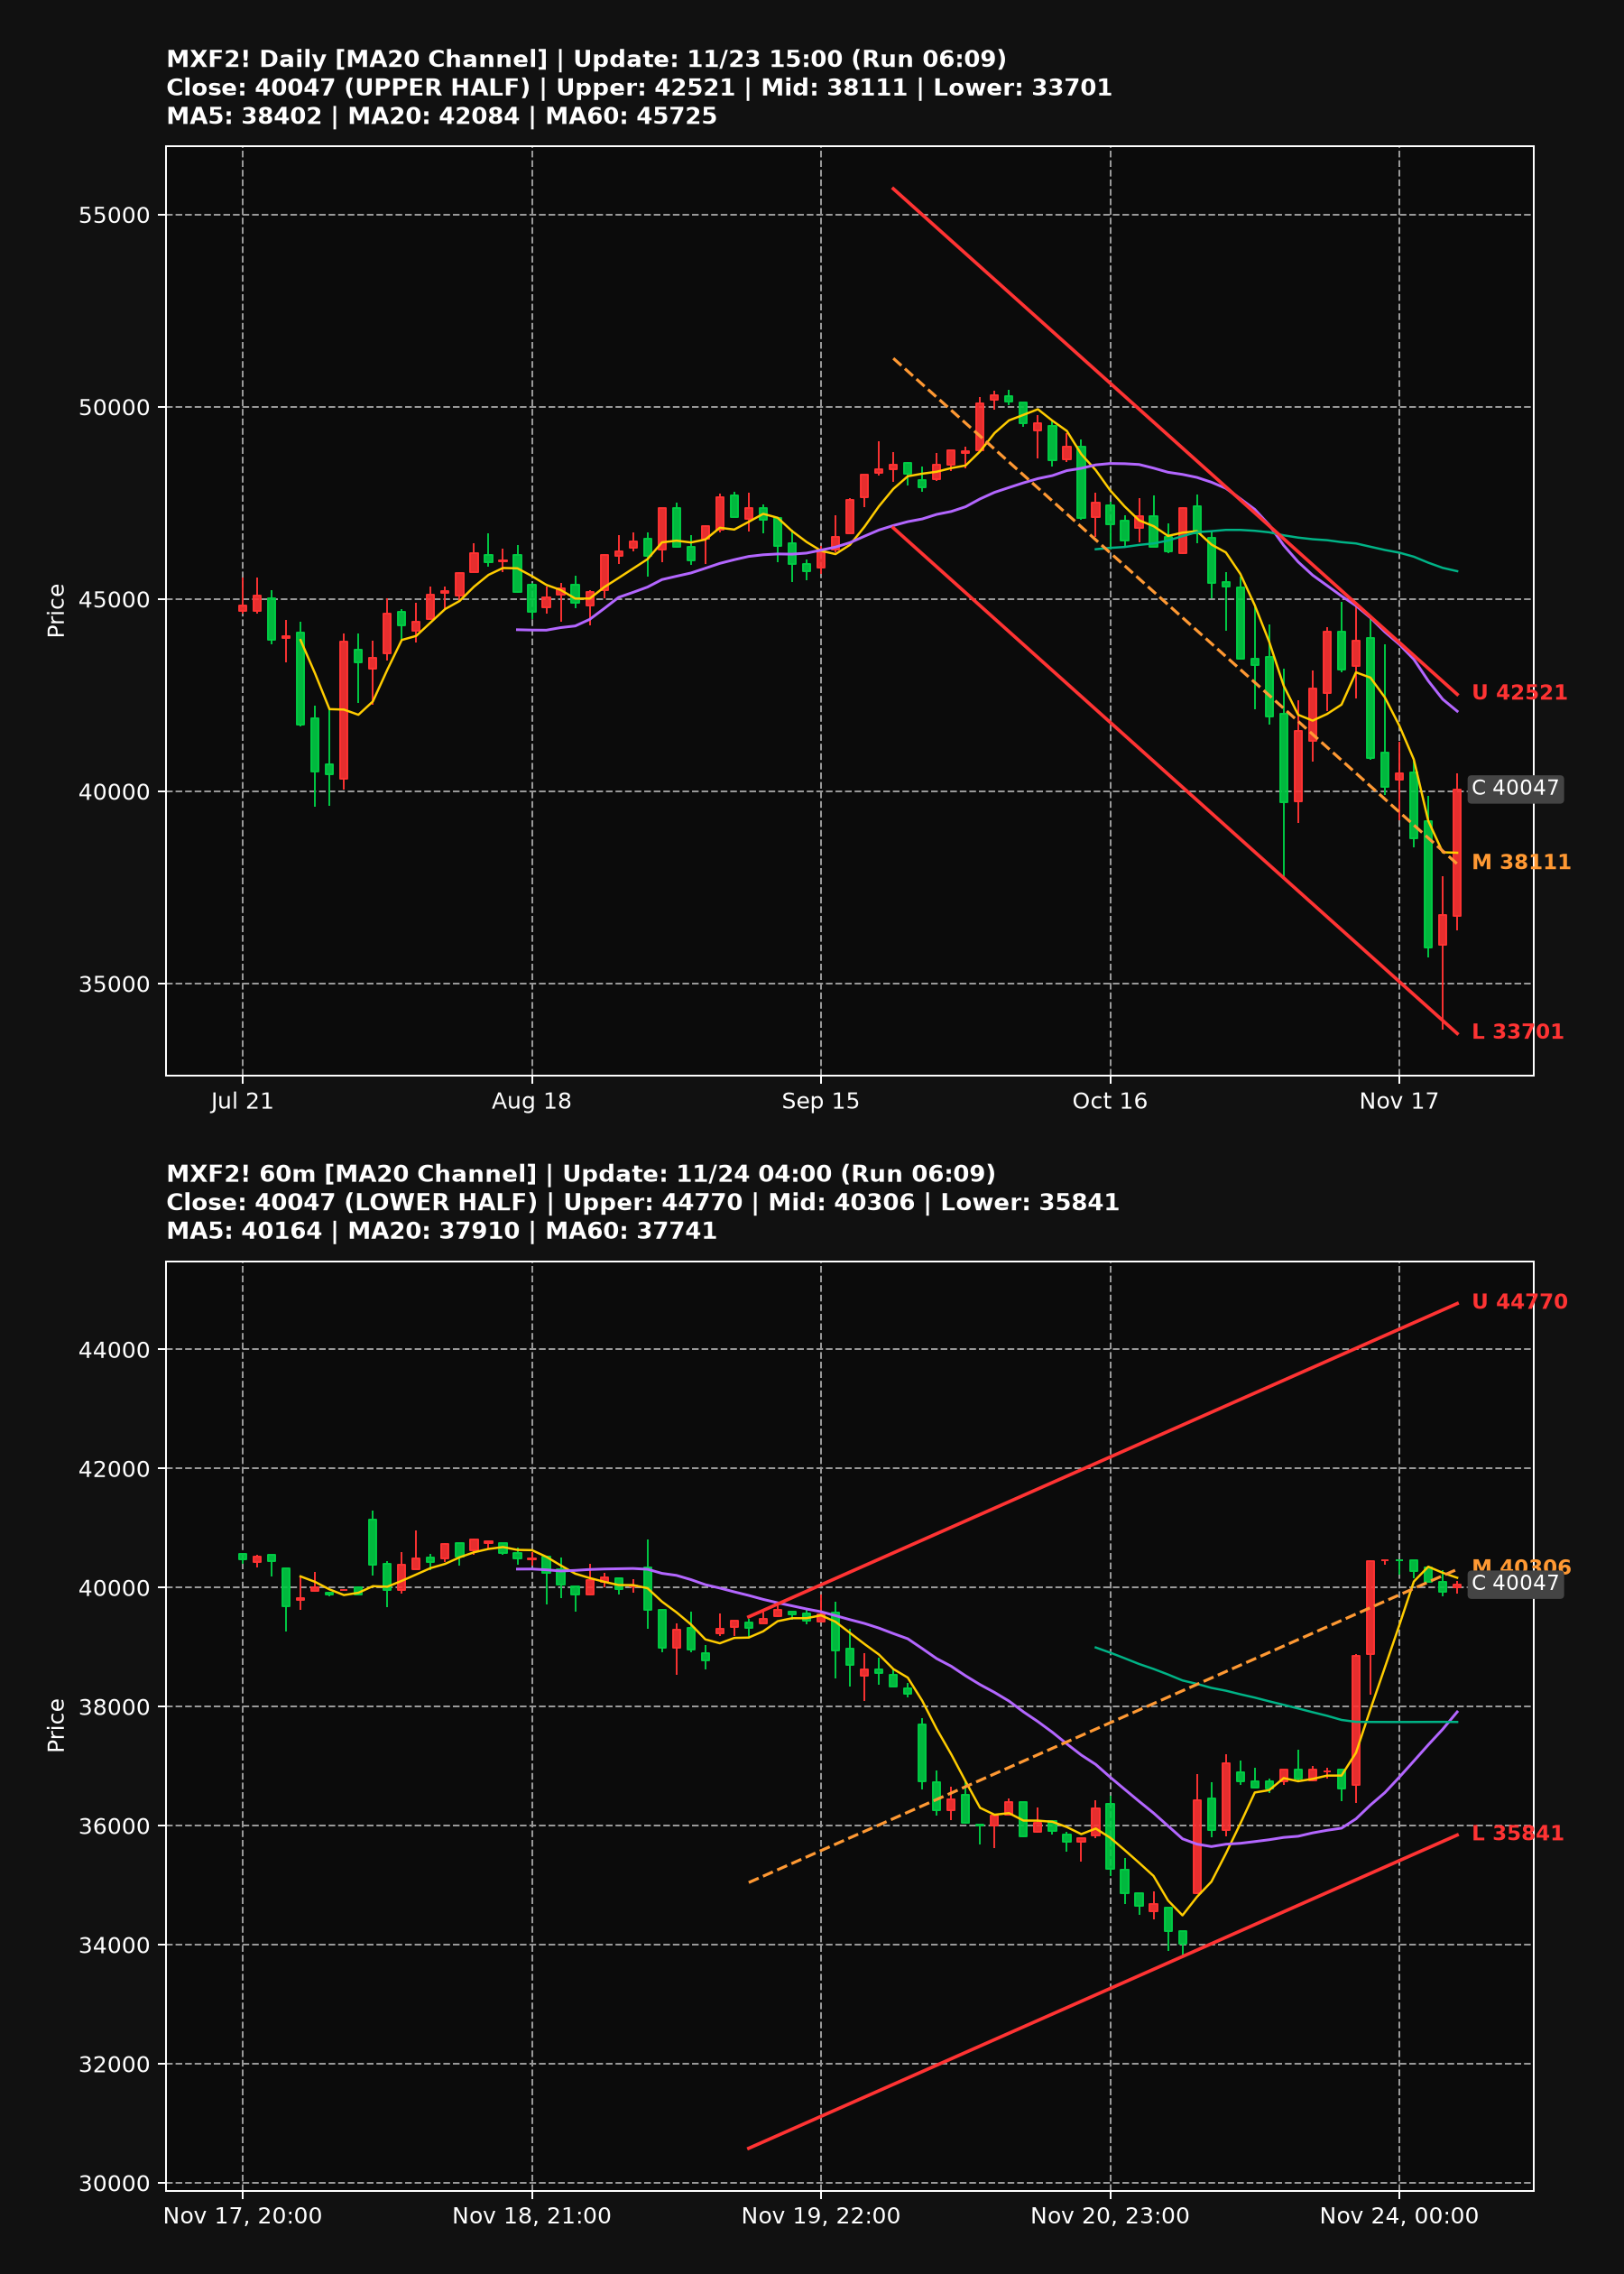 MXF2! Daily [MA20 Channel] | Update: 11/23 15:00 (Run 06:09)
Close: 40047 (UPPER HALF) | Upper: 42521 | Mid: 38111 | Lower: 33701
MA5: 38402 | MA20: 42084 | MA60: 45725
55000
50000
45000
40000
35000
Price
U 42521
C 40047
M 38111
L 33701
Jul 21
Aug 18
Sep 15
Oct 16
Nov 17
MXF2! 60m [MA20 Channel] | Update: 11/24 04:00 (Run 06:09)
Close: 40047 (LOWER HALF) | Upper: 44770 | Mid: 40306 | Lower: 35841
MA5: 40164 | MA20: 37910 | MA60: 37741
44000
42000
40000
38000
36000
34000
32000
30000
Price
U 44770
M 40306
C 40047
L 35841
Nov 17, 20:00
Nov 18, 21:00
Nov 19, 22:00
Nov 20, 23:00
Nov 24, 00:00